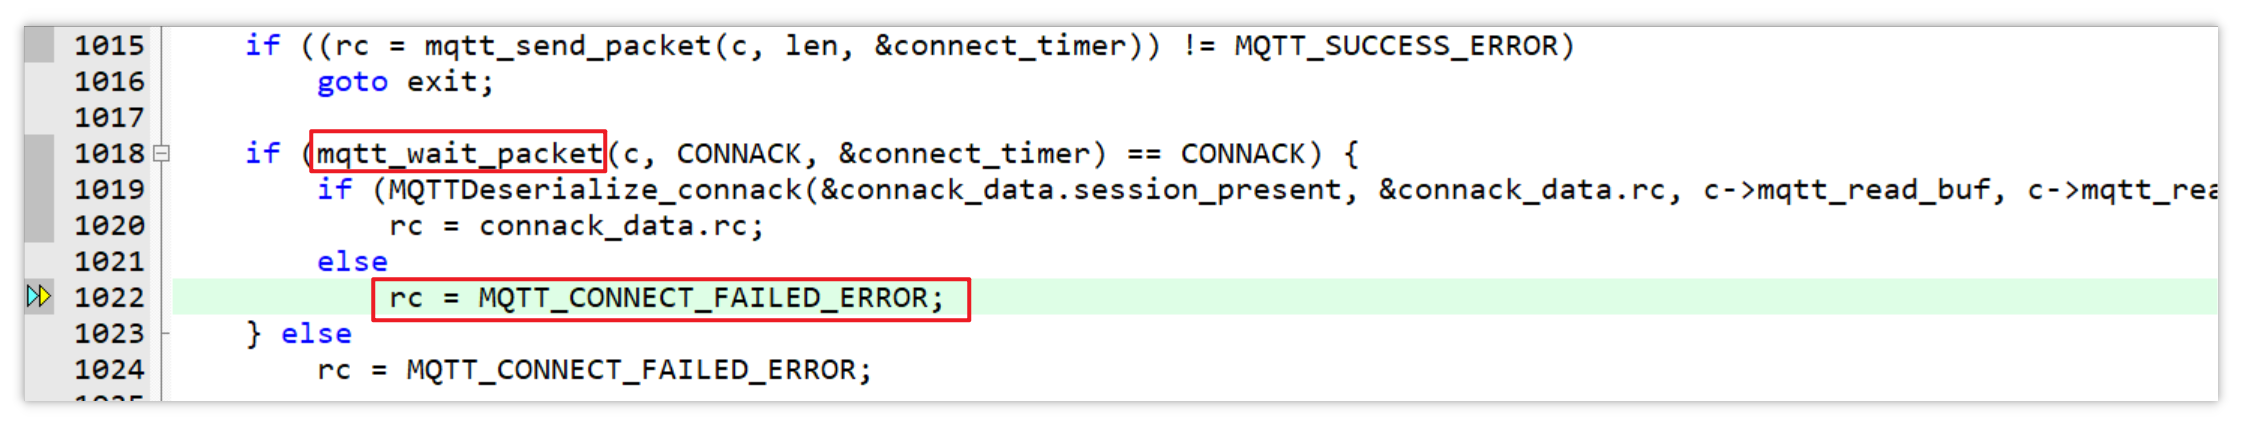 1015 if ((rc = mqtt_send_packet(c, len, &connect_timer)) != MQTT_SUCCESS_ERROR)
1016 goto exit;
1017
1018 if (mqtt_wait_packet(c, CONNACK, &connect_timer) == CONNACK) {
1019 if (MQTTDeserialize_connack(&connack_data.session_present, &connack_data.rc, c->mqtt_read_buf, c->mqtt_rea
1020 rc = connack_data.rc;
1021 else
1022 rc = MQTT_CONNECT_FAILED_ERROR;
1023 } else
1024 rc = MQTT_CONNECT_FAILED_ERROR;